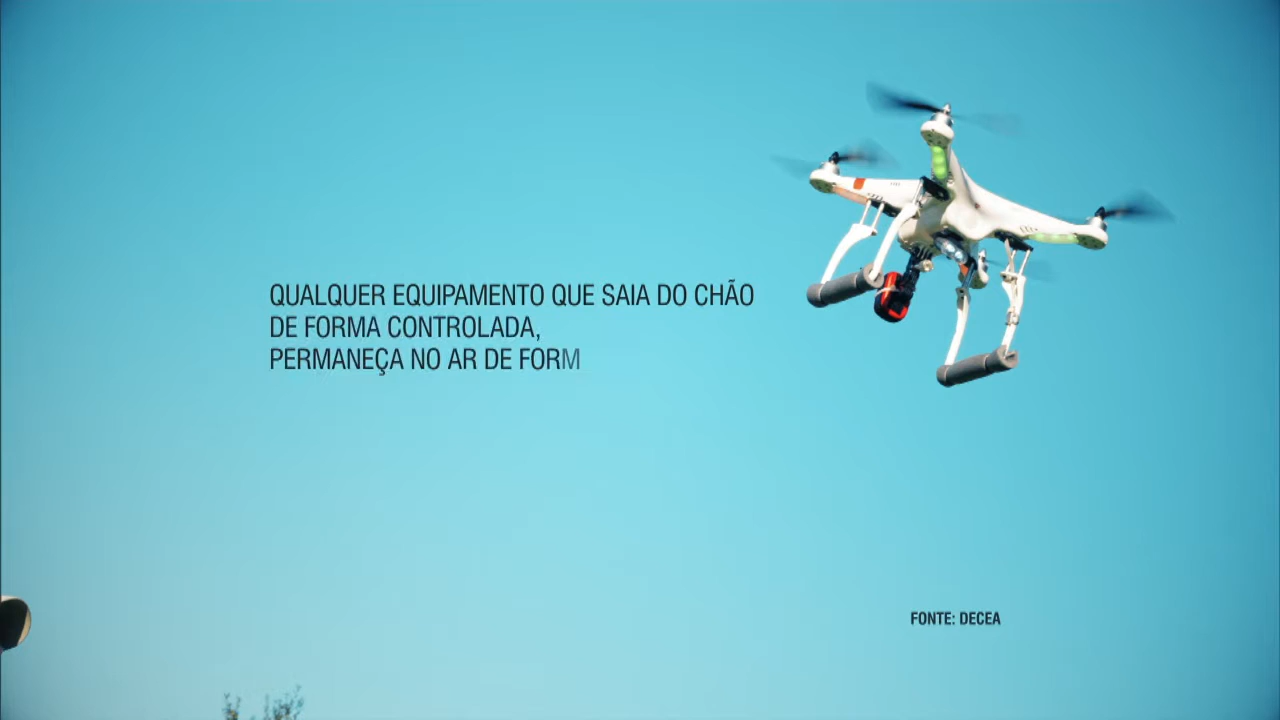 QUALQUER EQUIPAMENTO QUE SAIA DO CHÃO
DE FORMA CONTROLADA,
PERMANEÇA NO AR DE FORM
FONTE: DECEA